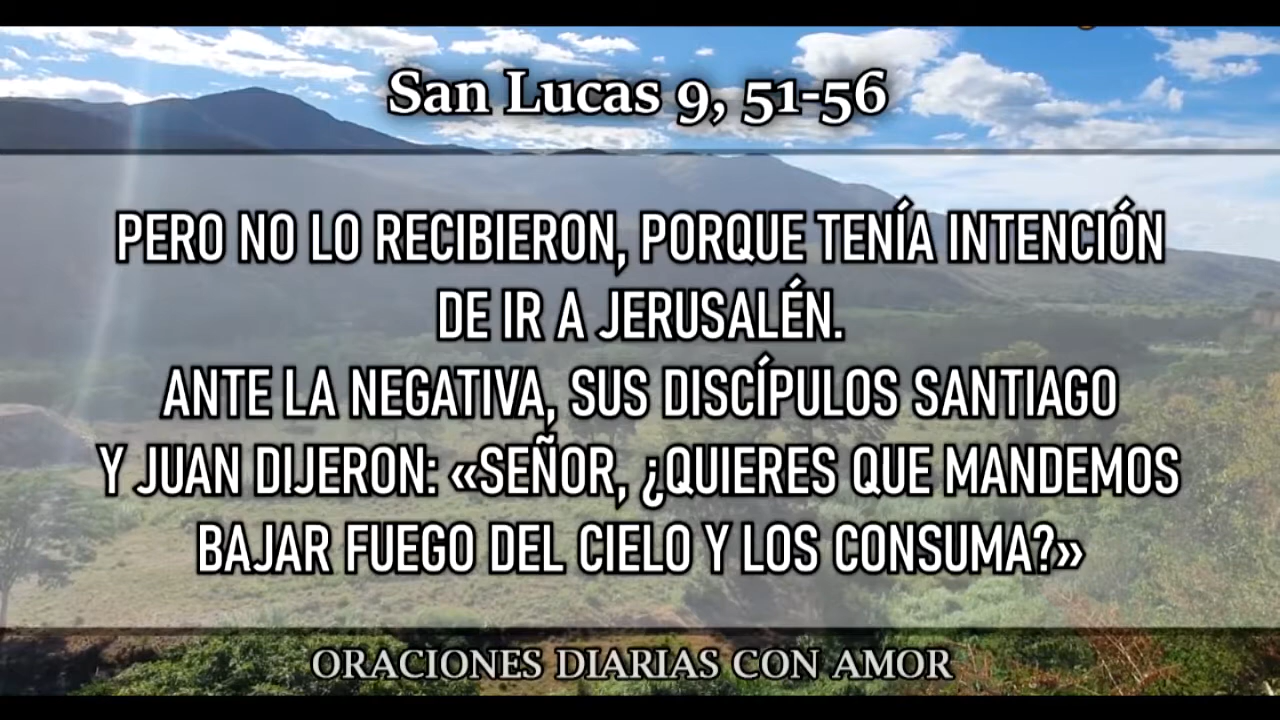 San Lucas 9, 51-56
PERO NO LO RECIBIERON, PORQUE TENÍA INTENCIÓN
DE IR A JERUSALÉN.
ANTE LA NEGATIVA, SUS DISCÍPULOS SANTIAGO
Y JUAN DIJERON: «SEÑOR, ¿QUIERES QUE MANDEMOS
BAJAR FUEGO DEL CIELO Y LOS CONSUMA?»
ORACIONES DIARIAS CON AMOR